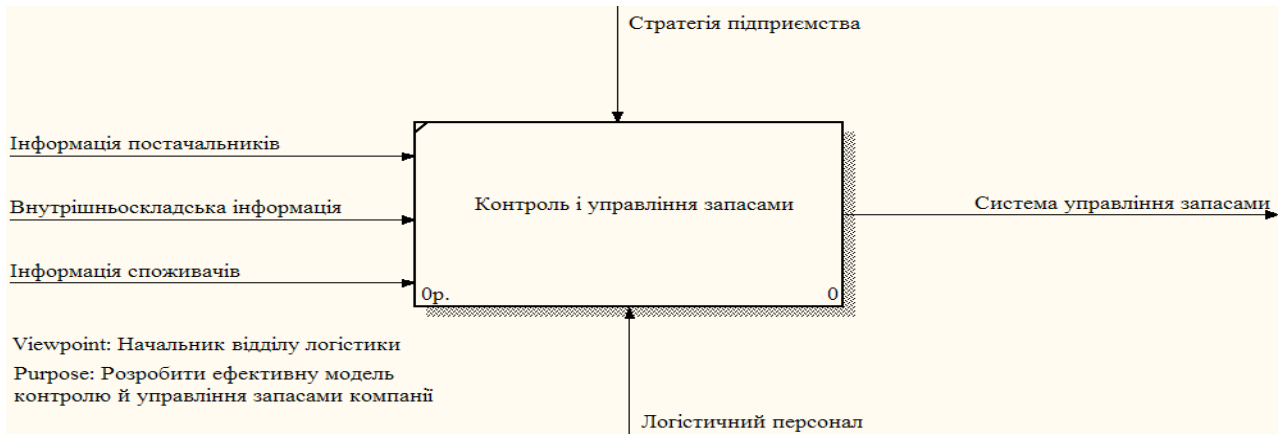 Стратегія підприємства
Інформація постачальників
Внутрішньоскладська інформація
Контроль і управління запасами
Система управління запасами
Інформація споживачів
0р.
0
Viewpoint: Начальник відділу логістики
Purpose: Розробити ефективну модель
контролю й управління запасами компанії
Логістичний персонал